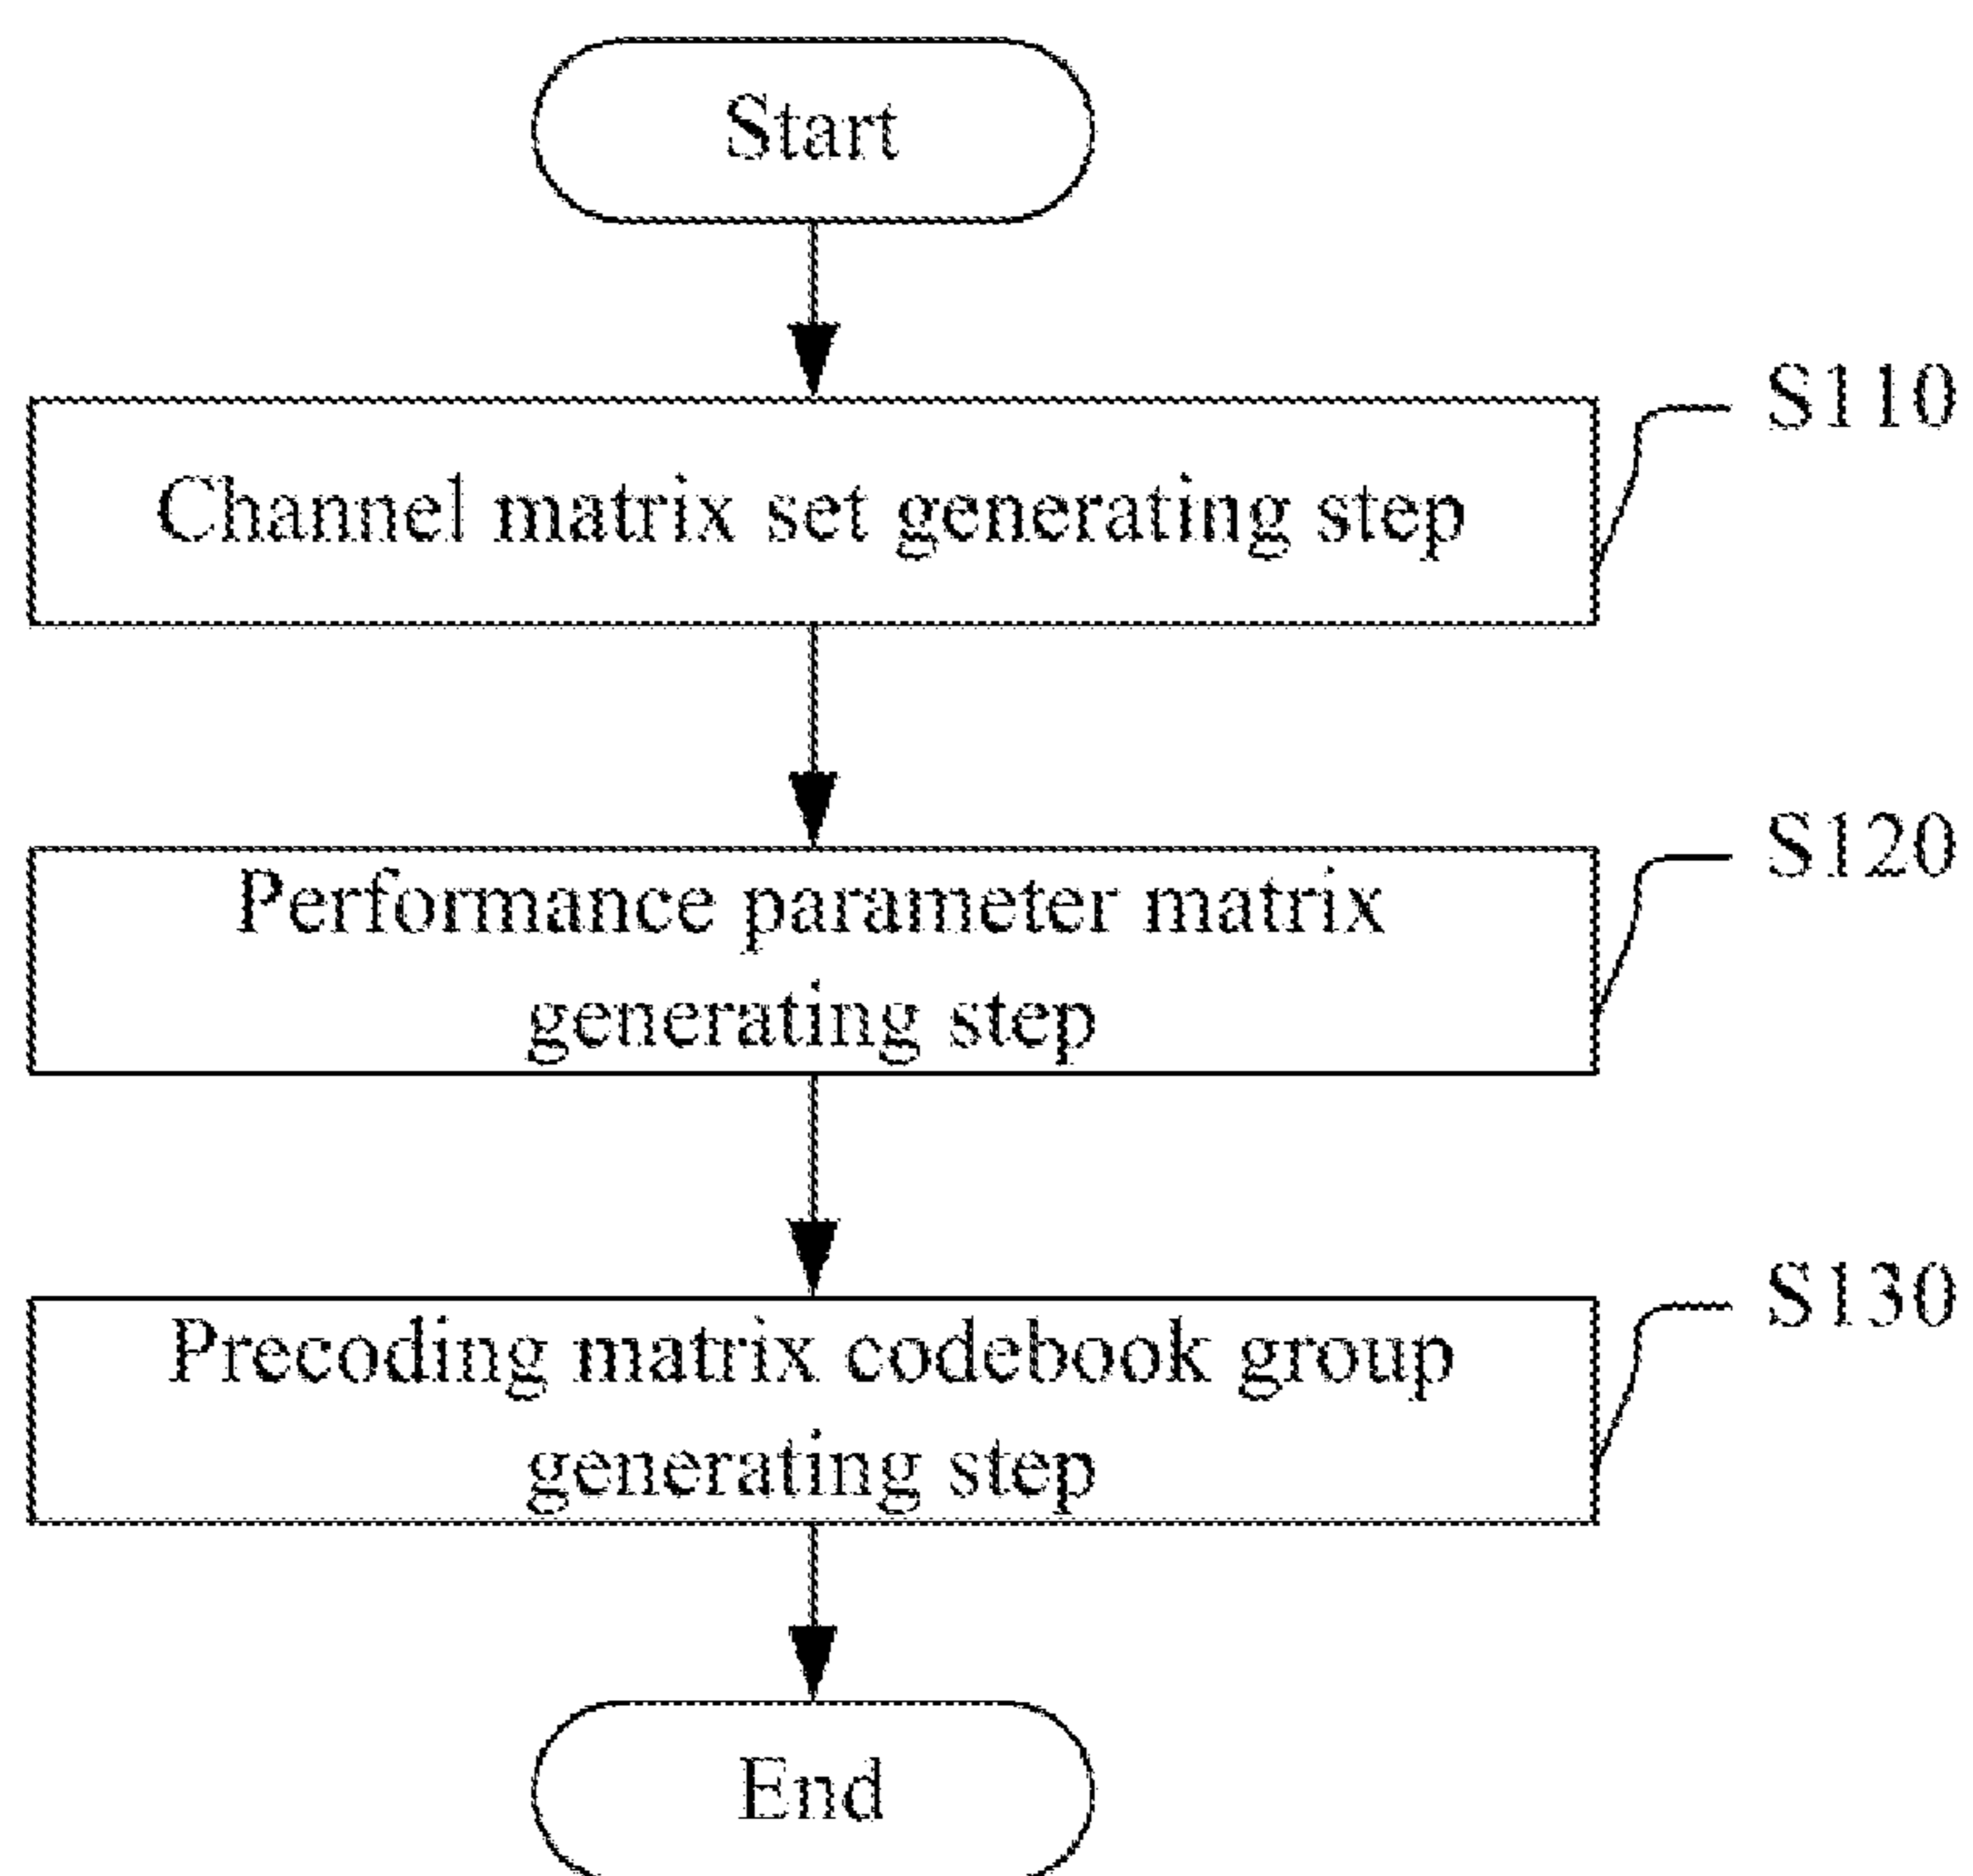 Start
S110
Channel matrix set generating step
S120
Performance parameter matrix
generating step
S130
Precoding matrix codebook group
generating step
End